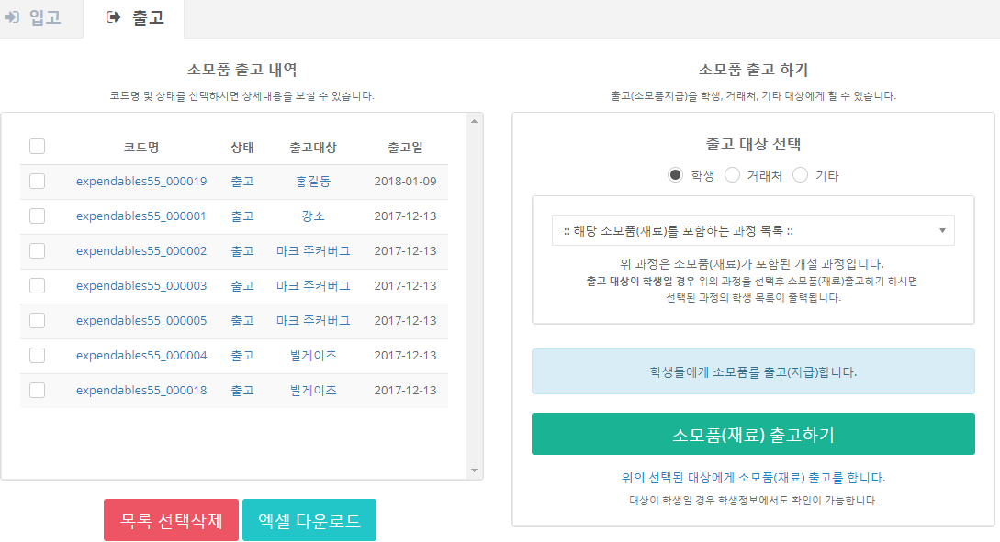 입고
출고
소모품 출고 내역
코드명 및 상태를 선택하시면 상세내용을 보실 수 있습니다.
코드명 상태 출고대상 출고일
expendables55_000019 출고 홍길동 2018-01-09
expendables55_000001 출고 강소 2017-12-13
expendables55_000002 출고 마크 주커버그 2017-12-13
expendables55_000003 출고 마크 주커버그 2017-12-13
expendables55_000005 출고 마크 주커버그 2017-12-13
expendables55_000004 출고 빌게이츠 2017-12-13
expendables55_000018 출고 빌게이츠 2017-12-13
목록 선택삭제 엑셀 다운로드
소모품 출고 하기
출고(소모품지급)을 학생, 거래처, 기타 대상에게 할 수 있습니다.
출고 대상 선택
학생 거래처 기타
:: 해당 소모품(재료)를 포함하는 과정 목록 ::
위 과정은 소모품(재료)가 포함된 개설 과정입니다.
출고 대상이 학생일 경우 위의 과정을 선택후 소모품(재료)출고하기 하시면
선택된 과정의 학생 목록이 출력됩니다.
학생들에게 소모품를 출고(지급)합니다.
소모품(재료) 출고하기
위의 선택된 대상에게 소모품(재료) 출고를 합니다.
대상이 학생일 경우 학생정보에서도 확인이 가능합니다.